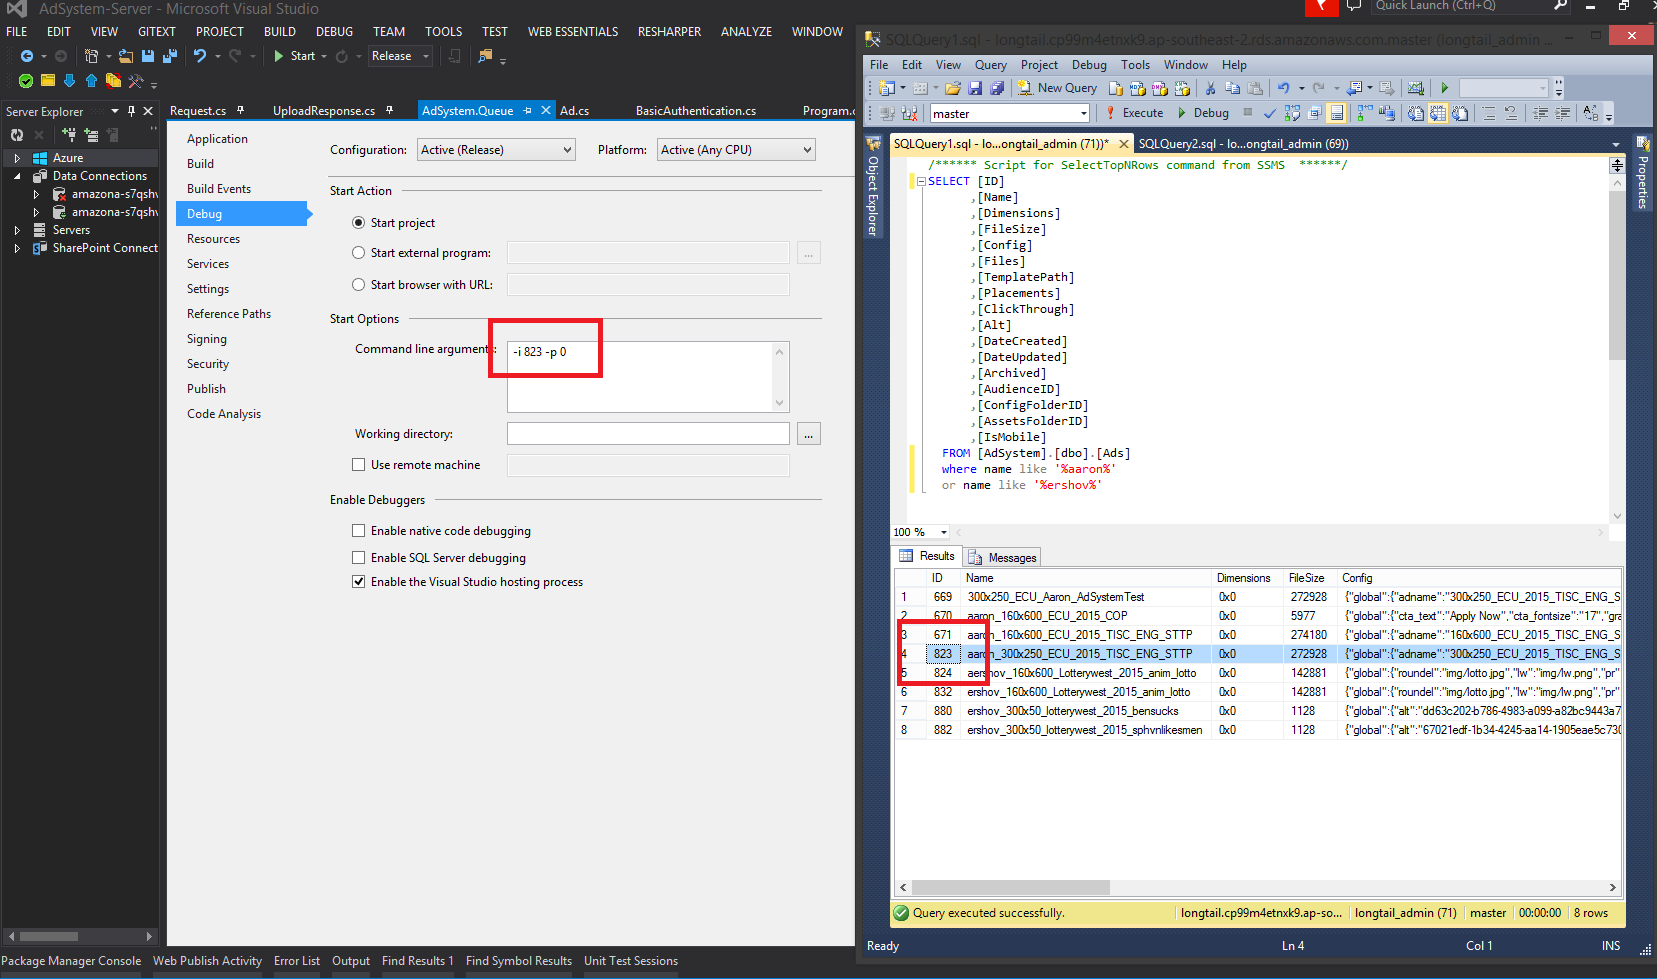 AdSystem-Server - Microsoft Visual Studio
Quick Launch (Ctrl+Q)
FILE EDIT VIEW GITEXT PROJECT BUILD DEBUG TEAM TOOLS TEST WEB ESSENTIALS RESHARPER ANALYZE WINDOW
Start Release
Server Explorer
Azure
Data Connections
amazona-s7qshv
amazona-s7qshv
Servers
SharePoint Connect
Request.cs UploadResponse.cs AdSystem.Queue Ad.cs BasicAuthentication.cs Program.c
Application
Build
Build Events
Debug
Resources
Services
Settings
Reference Paths
Signing
Security
Publish
Code Analysis
Configuration: Active (Release) Platform: Active (Any CPU)
Start Action
Start project
Start external program: ...
Start browser with URL:
Start Options
Command line arguments:
-i 823 -p 0
Working directory: ...
Use remote machine
Enable Debuggers
Enable native code debugging
Enable SQL Server debugging
Enable the Visual Studio hosting process
Package Manager Console Web Publish Activity Error List Output Find Results 1 Find Symbol Results Unit Test Sessions
SQLQuery1.sql - longtail.cp99m4etnxk9.ap-southeast-2.rds.amazonaws.com.master (longtail_admin ...
File Edit View Query Project Debug Tools Window Help
New Query
master Execute Debug
SQLQuery1.sql - lo...ongtail_admin (71))* SQLQuery2.sql - lo...ongtail_admin (69))
Object Explorer
Properties
/****** Script for SelectTopNRows command from SSMS ******/
SELECT [ID]
,[Name]
,[Dimensions]
,[FileSize]
,[Config]
,[Files]
,[TemplatePath]
,[Placements]
,[ClickThrough]
,[Alt]
,[DateCreated]
,[DateUpdated]
,[Archived]
,[AudienceID]
,[ConfigFolderID]
,[AssetsFolderID]
,[IsMobile]
FROM [AdSystem].[dbo].[Ads]
where name like '%aaron%'
or name like '%ershov%'
100 %
Results Messages
ID Name Dimensions FileSize Config
1 669 300x250_ECU_Aaron_AdSystemTest 0x0 272928 {"global":{"adname":"300x250_ECU_2015_TISC_ENG_S
2 670 aaron_160x600_ECU_2015_COP 0x0 5977 {"global":{"cta_text":"Apply Now","cta_fontsize":"17","gra
3 671 aaron_160x600_ECU_2015_TISC_ENG_STTP 0x0 274180 {"global":{"adname":"160x600_ECU_2015_TISC_ENG_S
4 823 aaron_300x250_ECU_2015_TISC_ENG_STTP 0x0 272928 {"global":{"adname":"300x250_ECU_2015_TISC_ENG_S
5 824 aershov_160x600_Lotterywest_2015_anim_lotto 0x0 142881 {"global":{"roundel":"img/lotto.jpg","lw":"img/lw.png","pr"
6 832 ershov_160x600_Lotterywest_2015_anim_lotto 0x0 142881 {"global":{"roundel":"img/lotto.jpg","lw":"img/lw.png","pr"
7 880 ershov_300x50_lotterywest_2015_bensucks 0x0 1128 {"global":{"alt":"dd63c202-b786-4983-a099-a82bc9443a7
8 882 ershov_300x50_lotterywest_2015_sphvnlikesmen 0x0 1128 {"global":{"alt":"67021edf-1b34-4245-aa14-1905eae5c730
Query executed successfully. longtail.cp99m4etnxk9.ap-so... longtail_admin (71) master 00:00:00 8 rows
Ready Ln 4 Col 1 INS